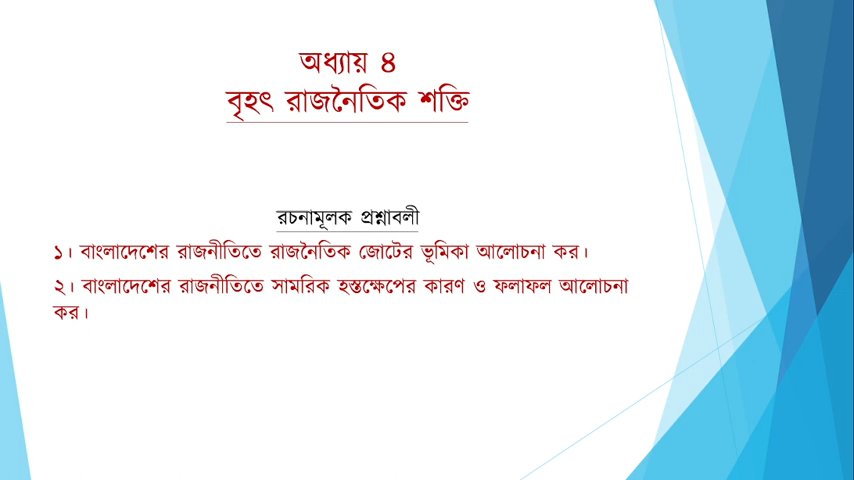 অধ্যায় ৪
বৃহৎ রাজনৈতিক শক্তি
রচনামূলক প্রশ্নাবলী
১। বাংলাদেশের রাজনীতিতে রাজনৈতিক জোটের ভূমিকা আলোচনা কর।
২। বাংলাদেশের রাজনীতিতে সামরিক হস্তক্ষেপের কারণ ও ফলাফল আলোচনা
কর।